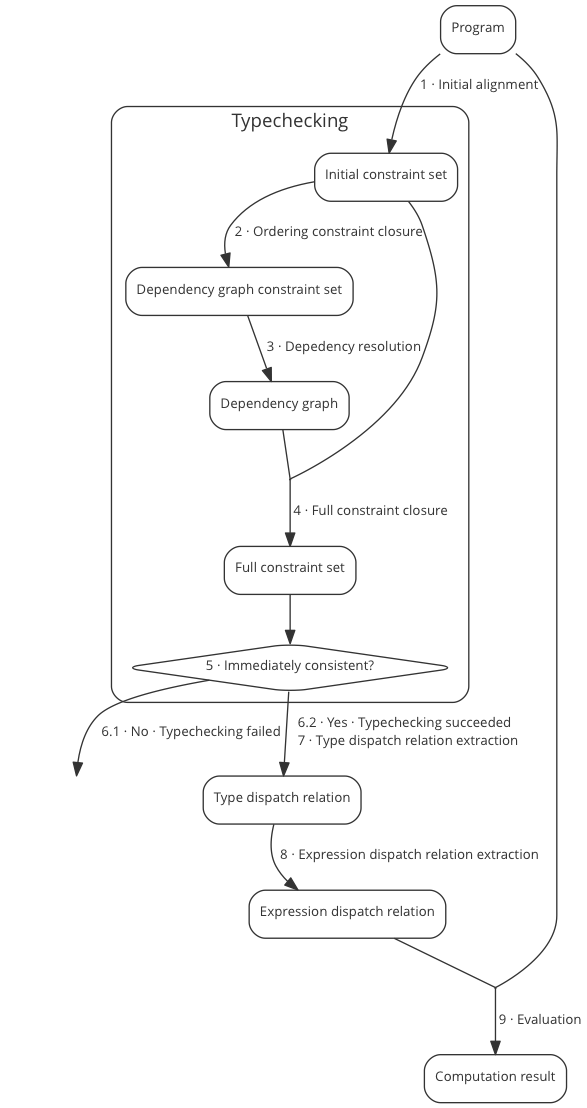 Program
1 · Initial alignment
Typechecking
Initial constraint set
2 · Ordering constraint closure
Dependency graph constraint set
3 · Depedency resolution
Dependency graph
4 · Full constraint closure
Full constraint set
5 · Immediately consistent?
6.1 · No · Typechecking failed
6.2 · Yes · Typechecking succeeded
7 · Type dispatch relation extraction
Type dispatch relation
8 · Expression dispatch relation extraction
Expression dispatch relation
9 · Evaluation
Computation result